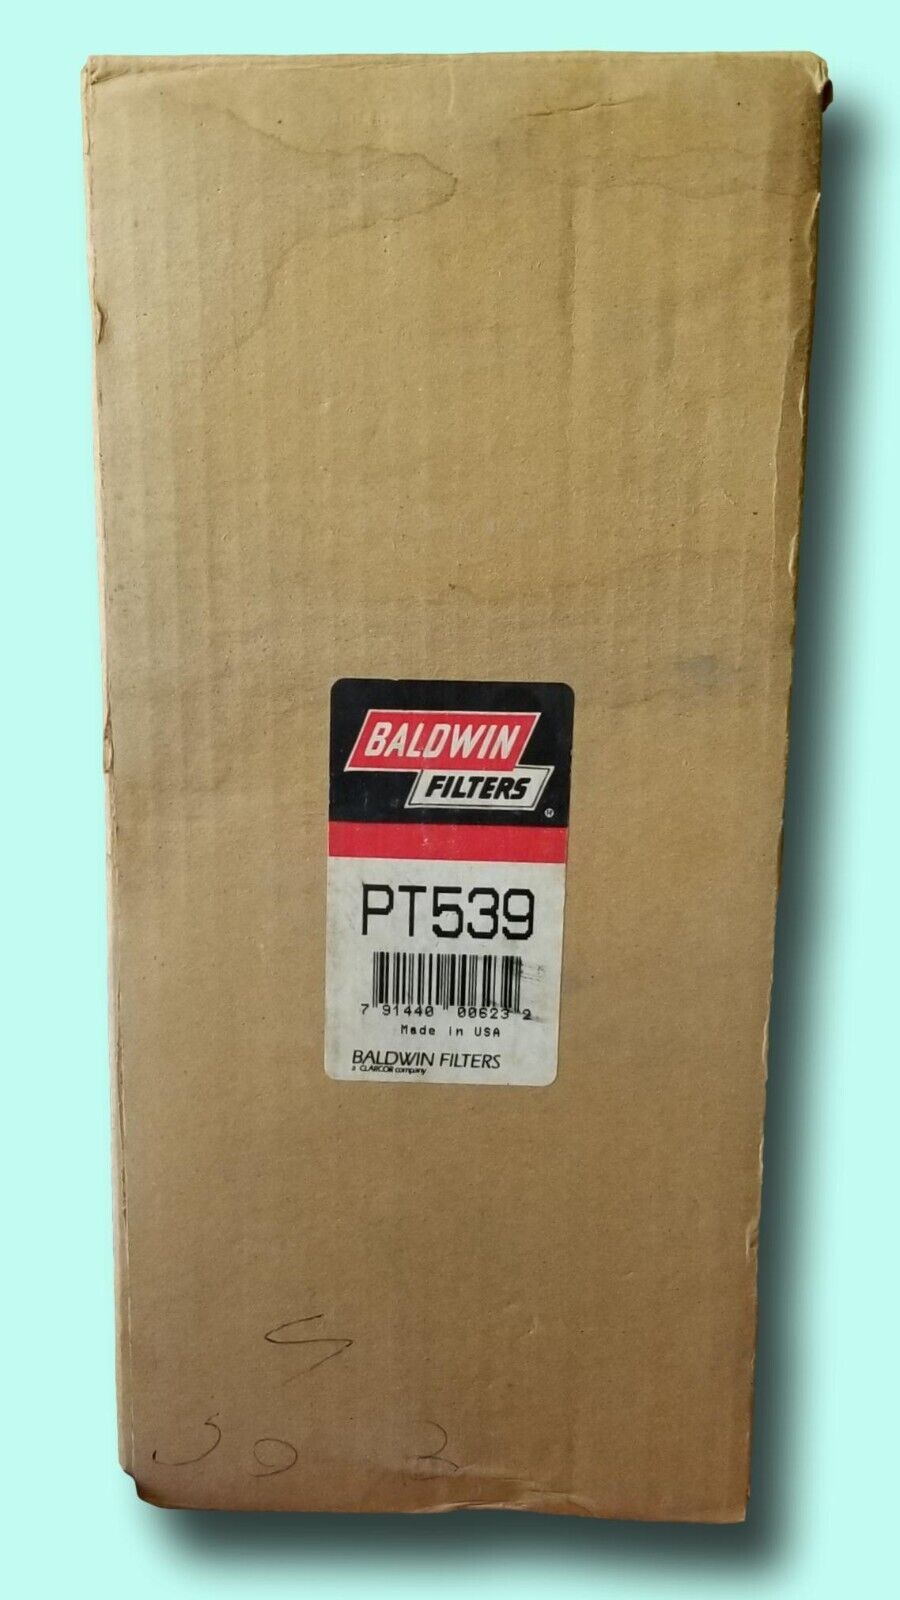 BALDWIN
FILTERS
®
PT539
7 91440 00623 2
Made in USA
BALDWIN FILTERS
a CLARCOR company